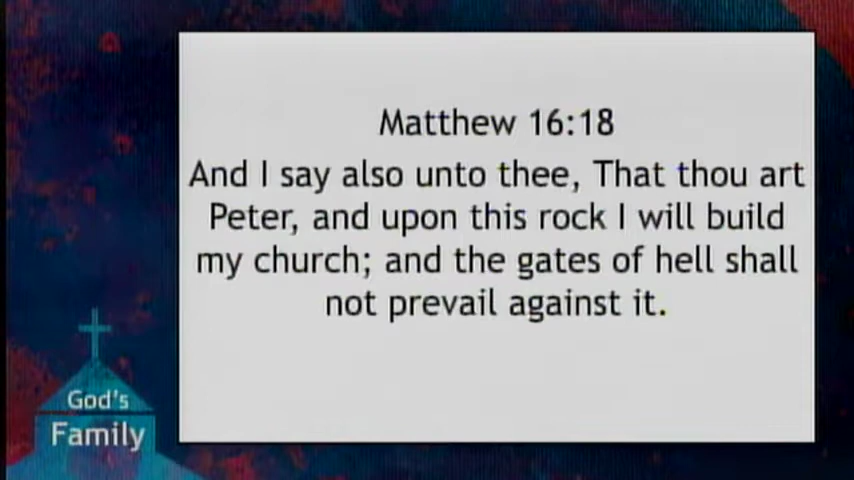 Matthew 16:18
And I say also unto thee, That thou art
Peter, and upon this rock I will build
my church; and the gates of hell shall
not prevail against it.
God's
Family